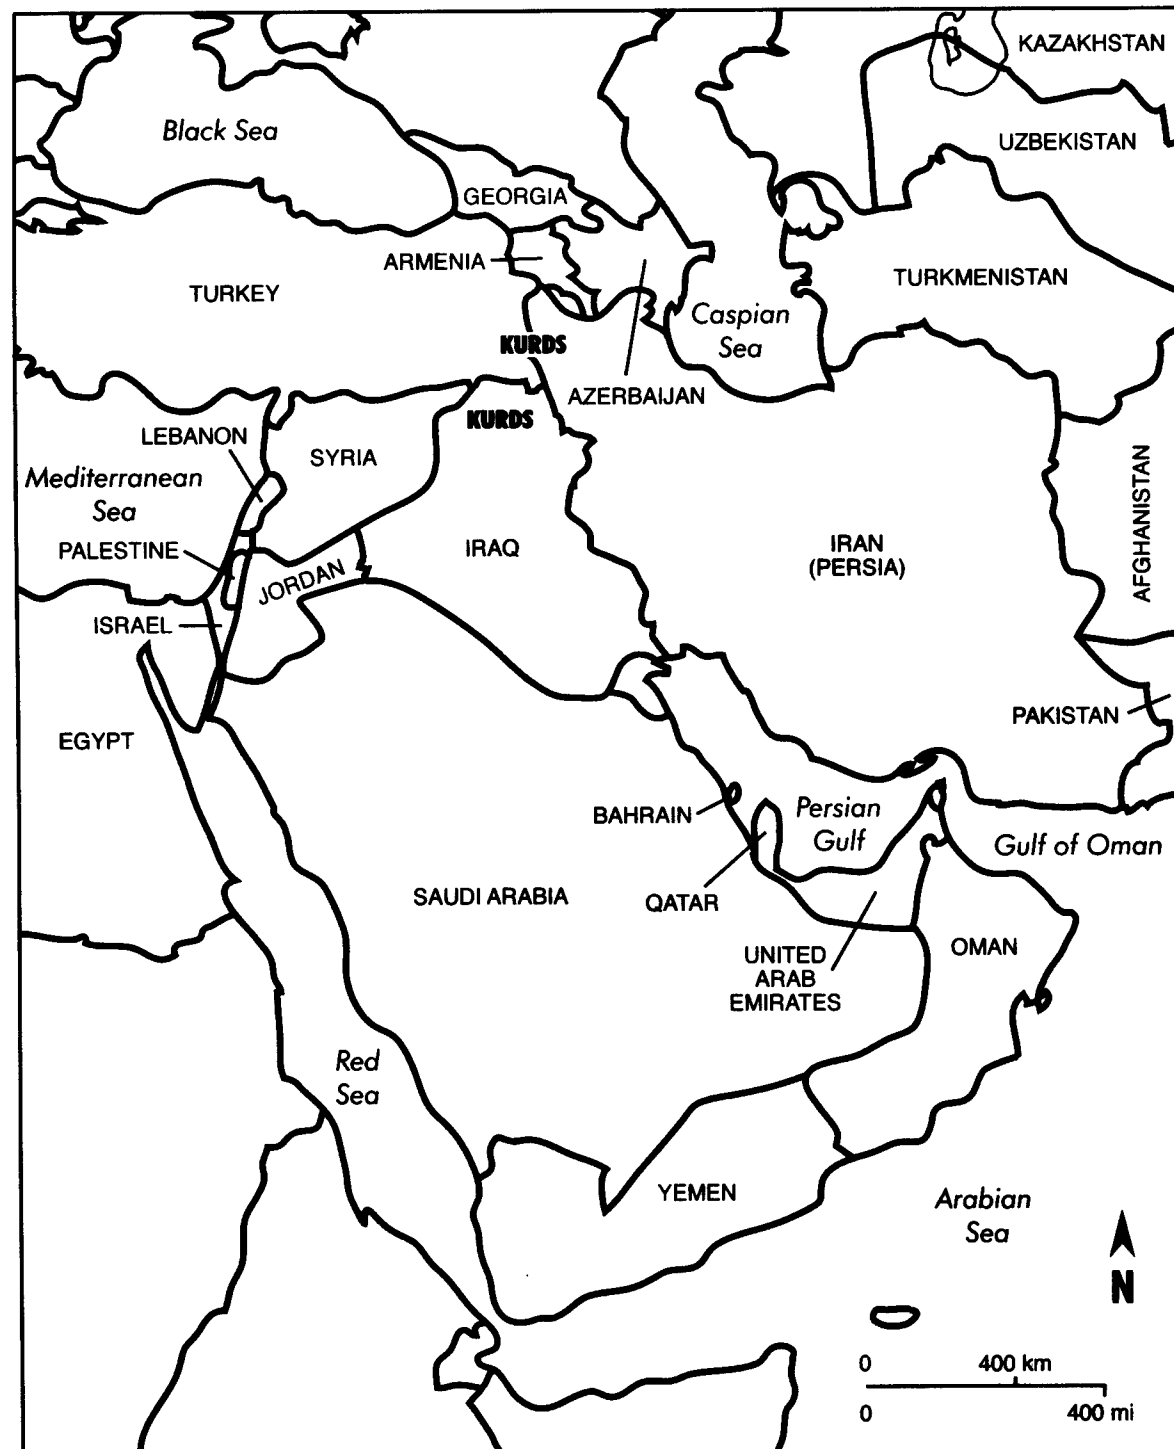 KAZAKHSTAN
Black Sea
UZBEKISTAN
GEORGIA
ARMENIA
TURKMENISTAN
TURKEY
Caspian
Sea
KURDS
AZERBAIJAN
KURDS
LEBANON
SYRIA
Mediterranean
Sea
AFGHANISTAN
PALESTINE
IRAQ
IRAN
(PERSIA)
JORDAN
ISRAEL
PAKISTAN
EGYPT
BAHRAIN
Persian
Gulf
Gulf of Oman
SAUDI ARABIA
QATAR
UNITED
ARAB
EMIRATES
OMAN
Red
Sea
YEMEN
Arabian
Sea
N
0 400 km
0 400 mi